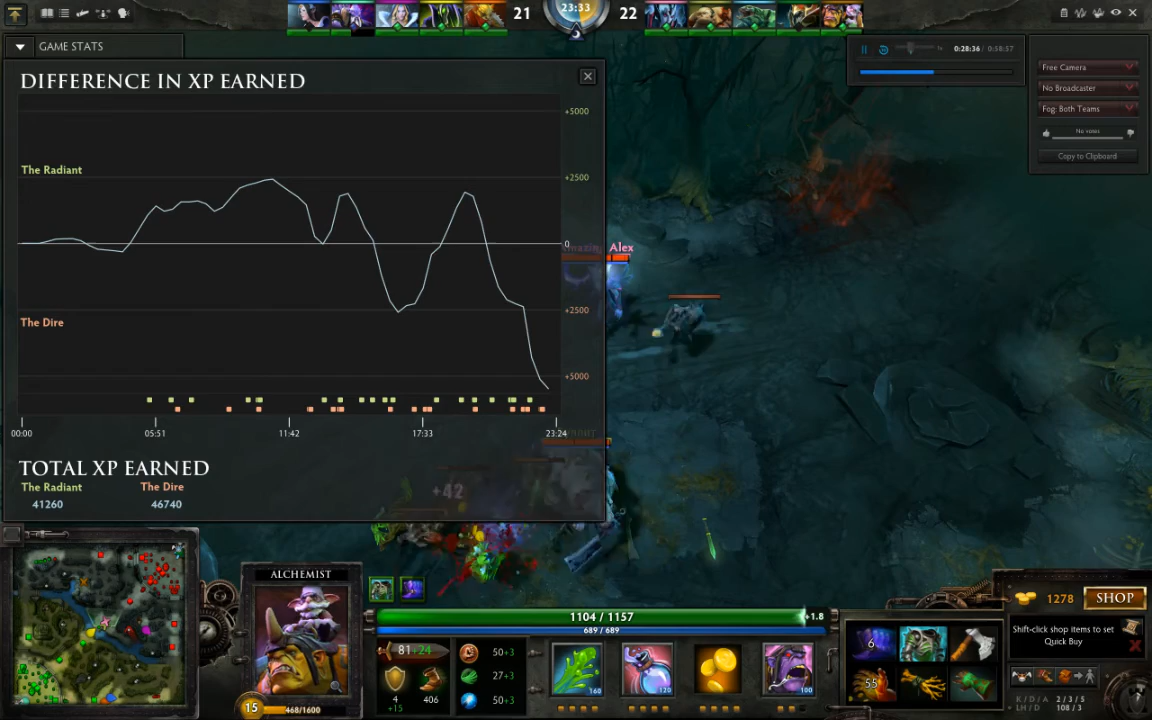 21
23:33
22
GAME STATS
0:28:36 / 0:58:57
DIFFERENCE IN XP EARNED
Free Camera
No Broadcaster
Fog: Both Teams
No votes
Copy to Clipboard
+5000
The Radiant
+2500
0
Alex
+2500
The Dire
+5000
00:00
05:51
11:42
17:33
23:24
TOTAL XP EARNED
The Radiant
The Dire
41260
46740
+42
ALCHEMIST
1104 / 1157
+1.8
689 / 689
81+24
50+3
27+3
50+3
4
+15
406
160
120
100
15
468/1600
6
55
1278
SHOP
Shift-click shop items to set
Quick Buy
K / D / A 2 / 3 / 5
LH / D 108 / 3